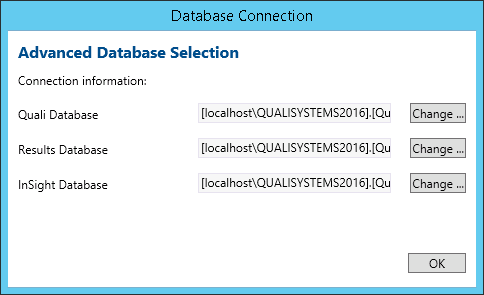 Database Connection
Advanced Database Selection
Connection information:
Quali Database [localhost\QUALISYSTEMS2016].[Qu Change ...
Results Database [localhost\QUALISYSTEMS2016].[Qu Change ...
InSight Database [localhost\QUALISYSTEMS2016].[Qu Change ...
OK